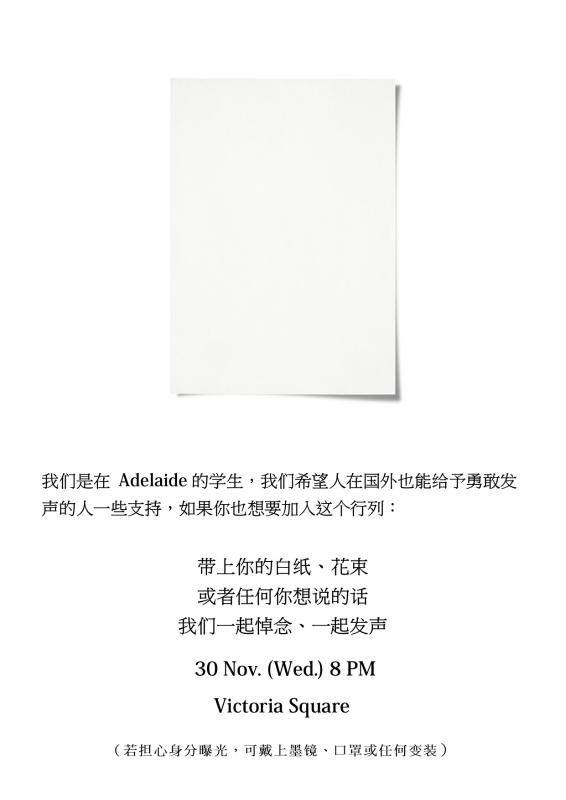 我们是在 Adelaide 的学生，我们希望人在国外也能给予勇敢发
声的人一些支持，如果你也想要加入这个行列：
带上你的白纸、花束
或者任何你想说的话
我们一起悼念、一起发声
30 Nov. (Wed.) 8 PM
Victoria Square
（若担心身分曝光，可戴上墨镜、口罩或任何变装）